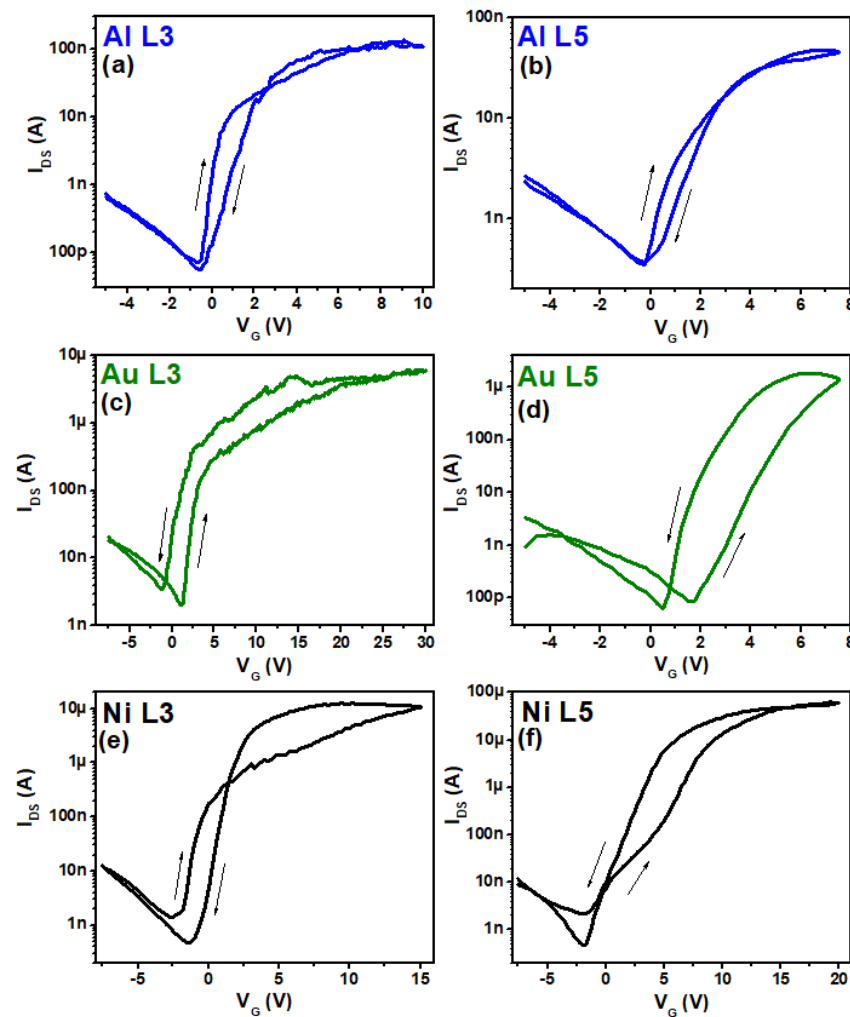 Al L3
(a)
100n
10n
1n
100p
I_DS (A)
-4 -2 0 2 4 6 8 10
V_G (V)
Al L5
(b)
100n
10n
1n
I_DS (A)
-4 -2 0 2 4 6 8
V_G (V)
Au L3
(c)
10µ
1µ
100n
10n
1n
I_DS (A)
-5 0 5 10 15 20 25 30
V_G (V)
Au L5
(d)
1µ
100n
10n
1n
100p
I_DS (A)
-4 -2 0 2 4 6 8
V_G (V)
Ni L3
(e)
10µ
1µ
100n
10n
1n
I_DS (A)
-5 0 5 10 15
V_G (V)
Ni L5
(f)
100µ
10µ
1µ
100n
10n
1n
I_DS (A)
-5 0 5 10 15 20
V_G (V)